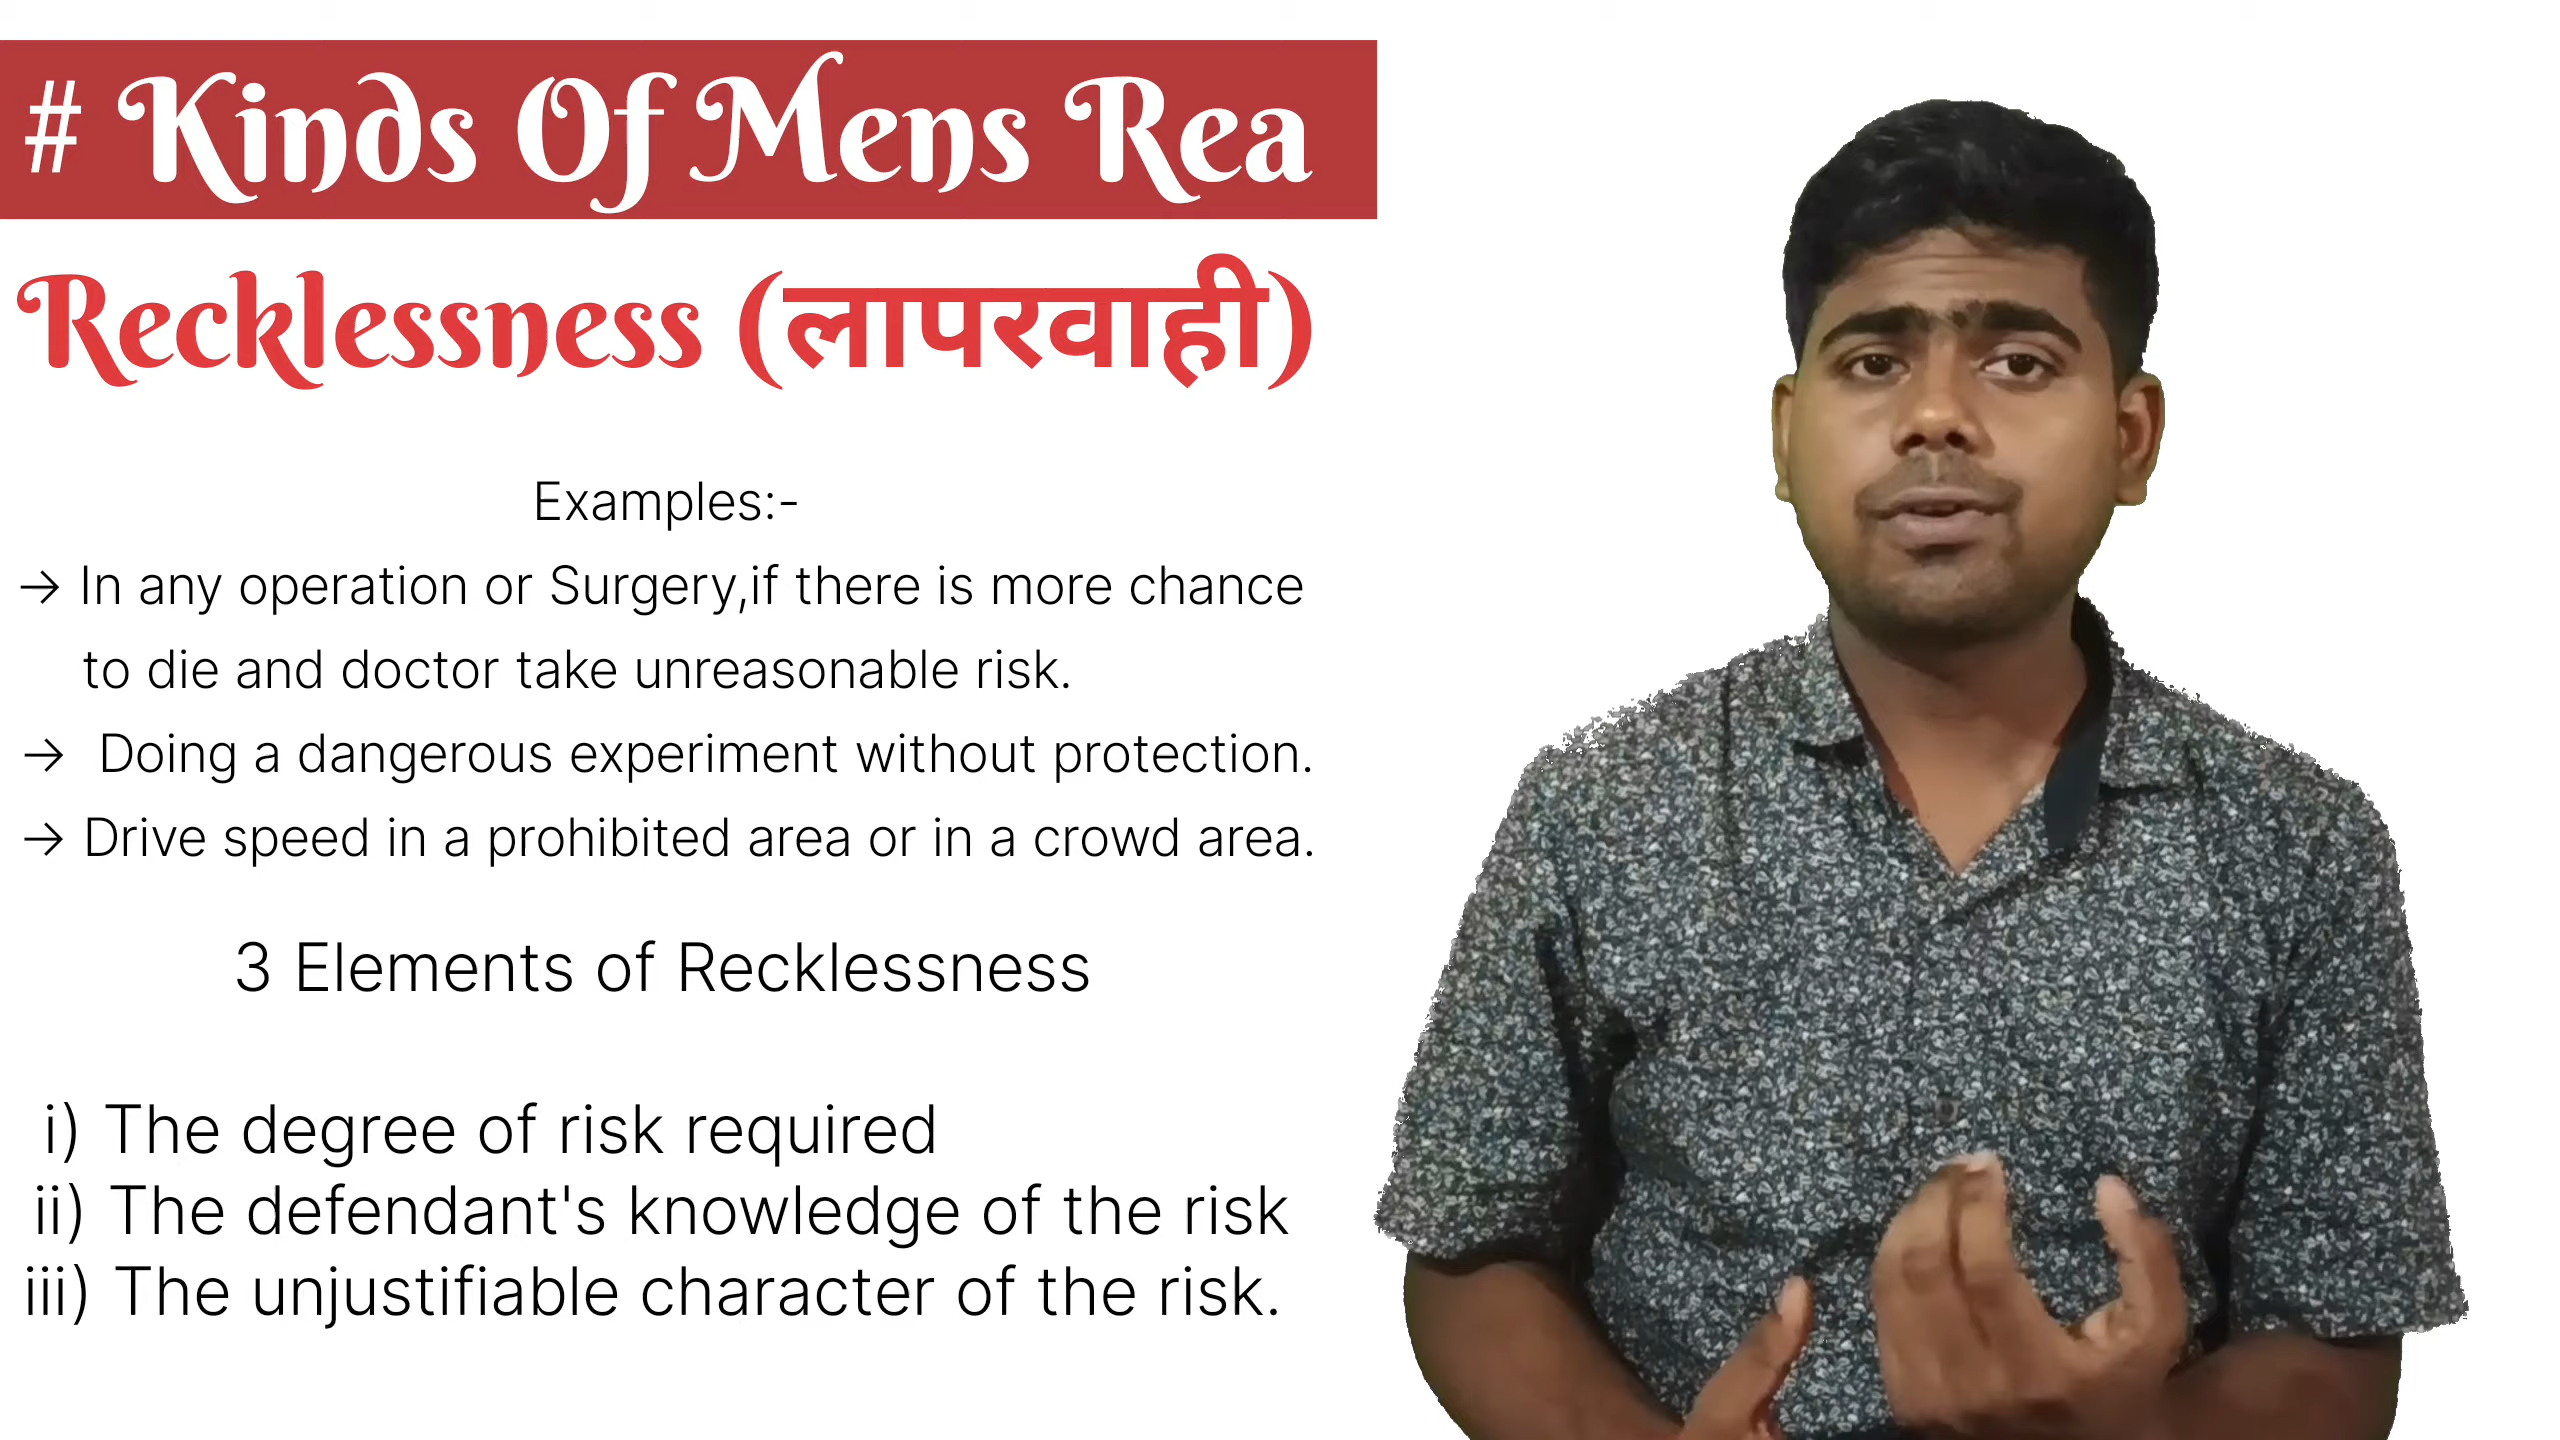 # Kinds Of Mens Rea
Recklessness (लापरवाही)
Examples:-
→ In any operation or Surgery,if there is more chance
to die and doctor take unreasonable risk.
→ Doing a dangerous experiment without protection.
→ Drive speed in a prohibited area or in a crowd area.
3 Elements of Recklessness
i) The degree of risk required
ii) The defendant's knowledge of the risk
iii) The unjustifiable character of the risk.